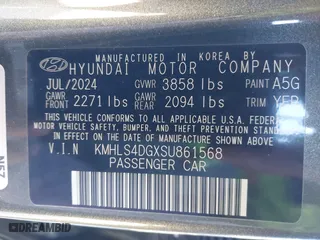 MANUFACTURED IN KOREA BY
HYUNDAI MOTOR COMPANY
JUL/2024 GVWR 3858 lbs PAINT A5G
GAWR FRONT 2271 lbs GAWR REAR 2094 lbs TRIM YFR
THIS VEHICLE CONFORMS TO ALL APPLICABLE U.S. FEDERAL MOTOR VEHICLE SAFETY,
BUMPER, AND THEFT PREVENTION STANDARDS IN EFFECT
ON THE DATE OF MANUFACTURE SHOWN ABOVE.
V.I.N KMHLS4DGXSU861568
PASSENGER CAR